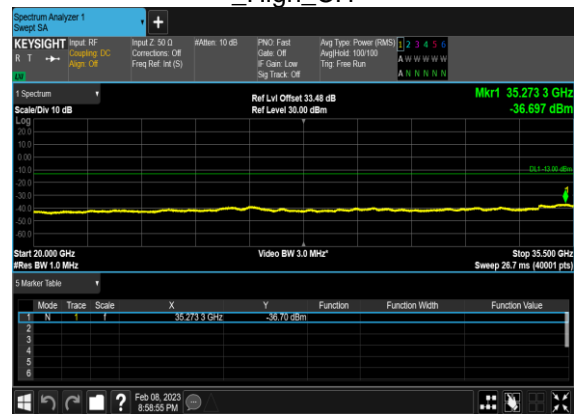 _High_CH
Spectrum Analyzer 1
Swept SA
+
KEYSIGHT Input: RF Input Z: 50 Ω #Atten: 10 dB PNO: Fast Avg Type: Power (RMS) 1 2 3 4 5 6
R T Coupling: DC Corrections: Off Gate: Off Avg|Hold: 100/100 A W W W W W
Align: Off Freq Ref: Int (S) IF Gain: Low Trig: Free Run
Sig Track: Off A N N N N N
1 Spectrum Ref Lvl Offset 33.48 dB Mkr1 35.273 3 GHz
Scale/Div 10 dB Ref Level 30.00 dBm -36.697 dBm
Log
20.0
10.0
0.00
-10.0 DL1 -13.00 dBm
-20.0
-30.0
-40.0
-50.0
-60.0
Start 20.000 GHz Video BW 3.0 MHz* Stop 35.500 GHz
#Res BW 1.0 MHz Sweep 26.7 ms (40001 pts)
5 Marker Table
Mode Trace Scale X Y Function Function Width Function Value
1 N 1 f 35.273 3 GHz -36.70 dBm
2
3
4
5
6
? Feb 08, 2023
8:58:55 PM